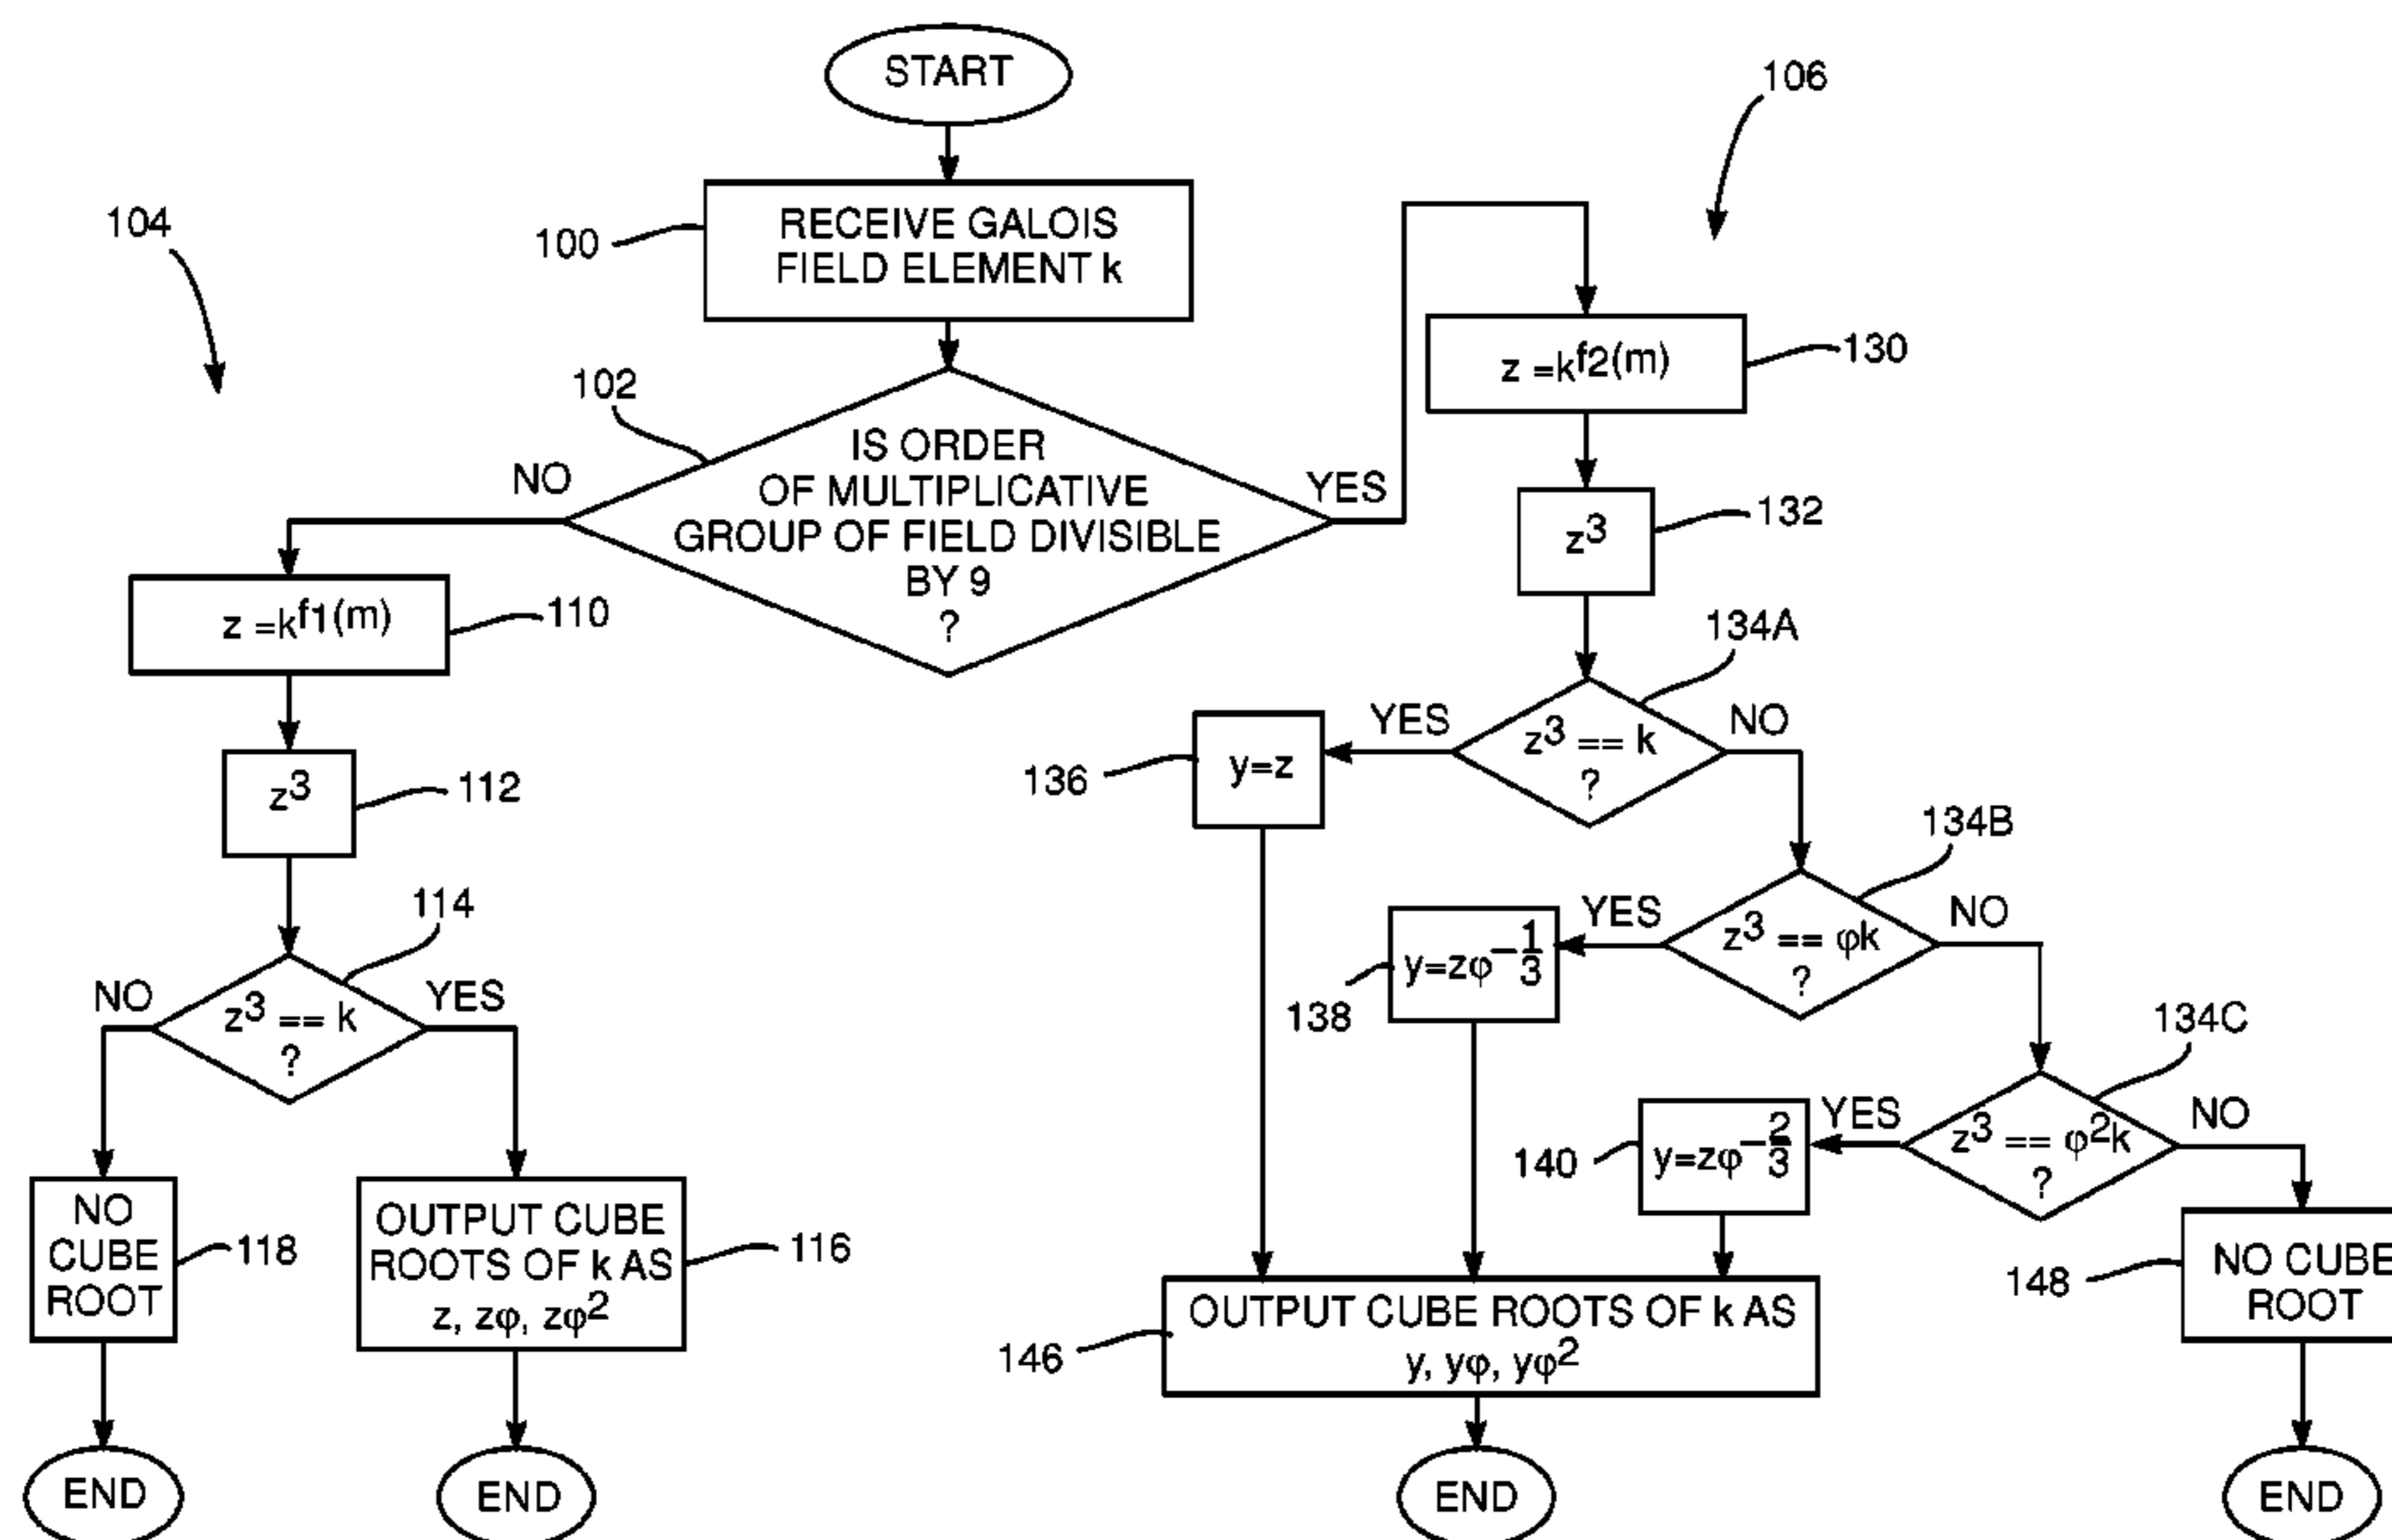 START
106
104
100
RECEIVE GALOIS
FIELD ELEMENT k
z = k^f2(m)
130
102
IS ORDER
OF MULTIPLICATIVE
GROUP OF FIELD DIVISIBLE
BY 9
?
NO
YES
z³
132
z = k^f1(m)
110
134A
z³ == k
?
YES
NO
y=z
136
z³
112
134B
z³ == φk
?
YES
NO
y=zφ^-1/3
138
114
z³ == k
?
NO
YES
134C
z³ == φ²k
?
YES
NO
y=zφ^-2/3
140
NO
CUBE
ROOT
118
OUTPUT CUBE
ROOTS OF k AS
z, zφ, zφ²
116
OUTPUT CUBE ROOTS OF k AS
y, yφ, yφ²
146
NO CUBE
ROOT
148
END
END
END
END